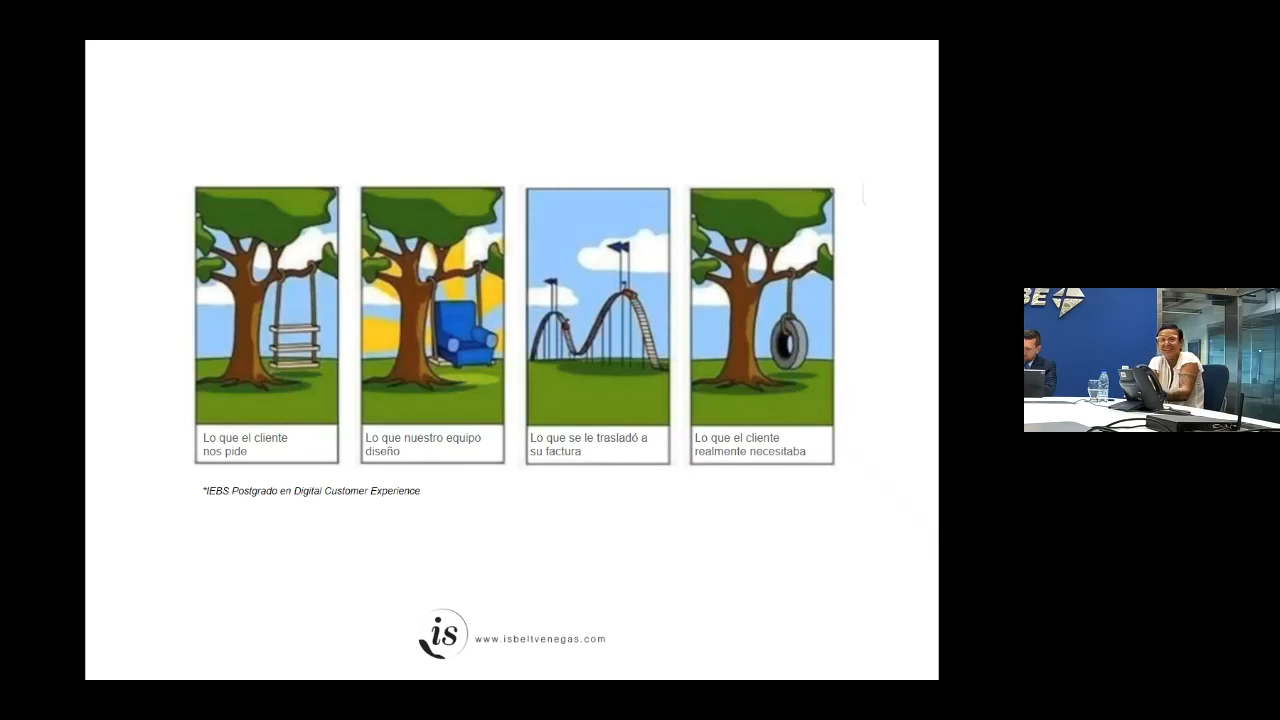 Lo que el cliente
nos pide
Lo que nuestro equipo
diseño
Lo que se le trasladó a
su factura
Lo que el cliente
realmente necesitaba
*IEBS Postgrado en Digital Customer Experience
is
www.isbeltvenegas.com
BE